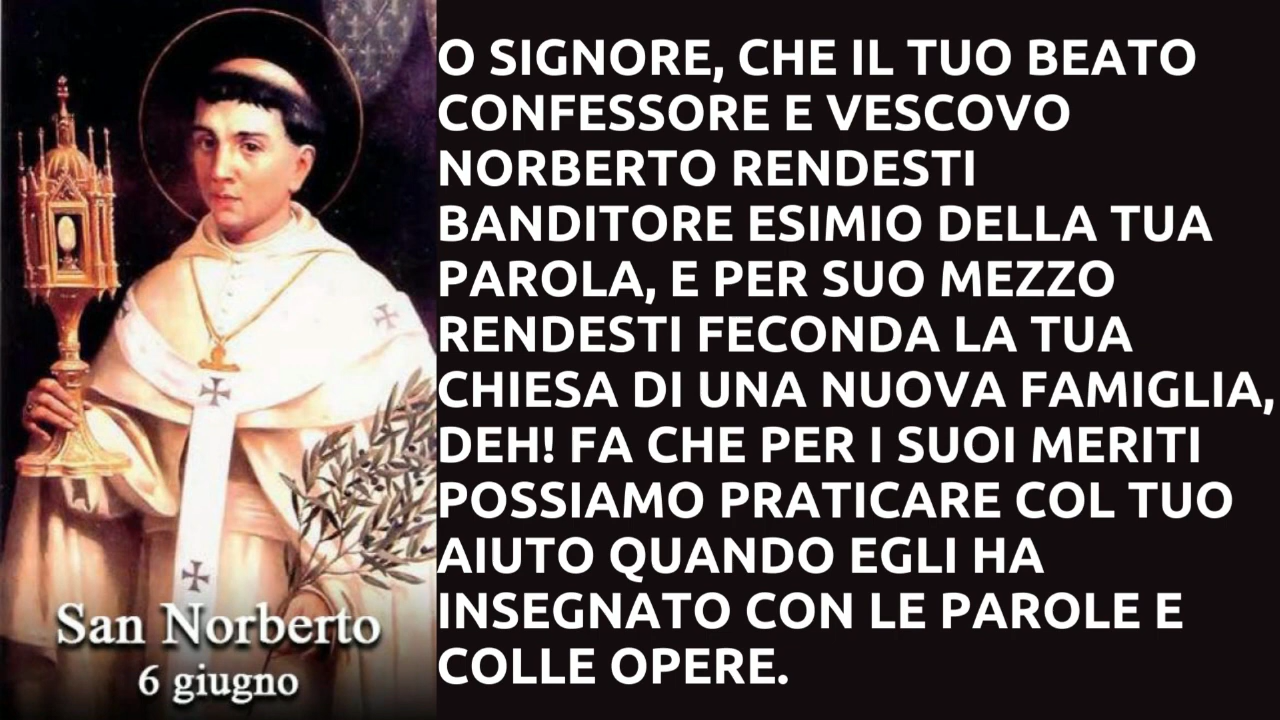 O SIGNORE, CHE IL TUO BEATO
CONFESSORE E VESCOVO
NORBERTO RENDESTI
BANDITORE ESIMIO DELLA TUA
PAROLA, E PER SUO MEZZO
RENDESTI FECONDA LA TUA
CHIESA DI UNA NUOVA FAMIGLIA,
DEH! FA CHE PER I SUOI MERITI
POSSIAMO PRATICARE COL TUO
AIUTO QUANDO EGLI HA
INSEGNATO CON LE PAROLE E
COLLE OPERE.
San Norberto
6 giugno